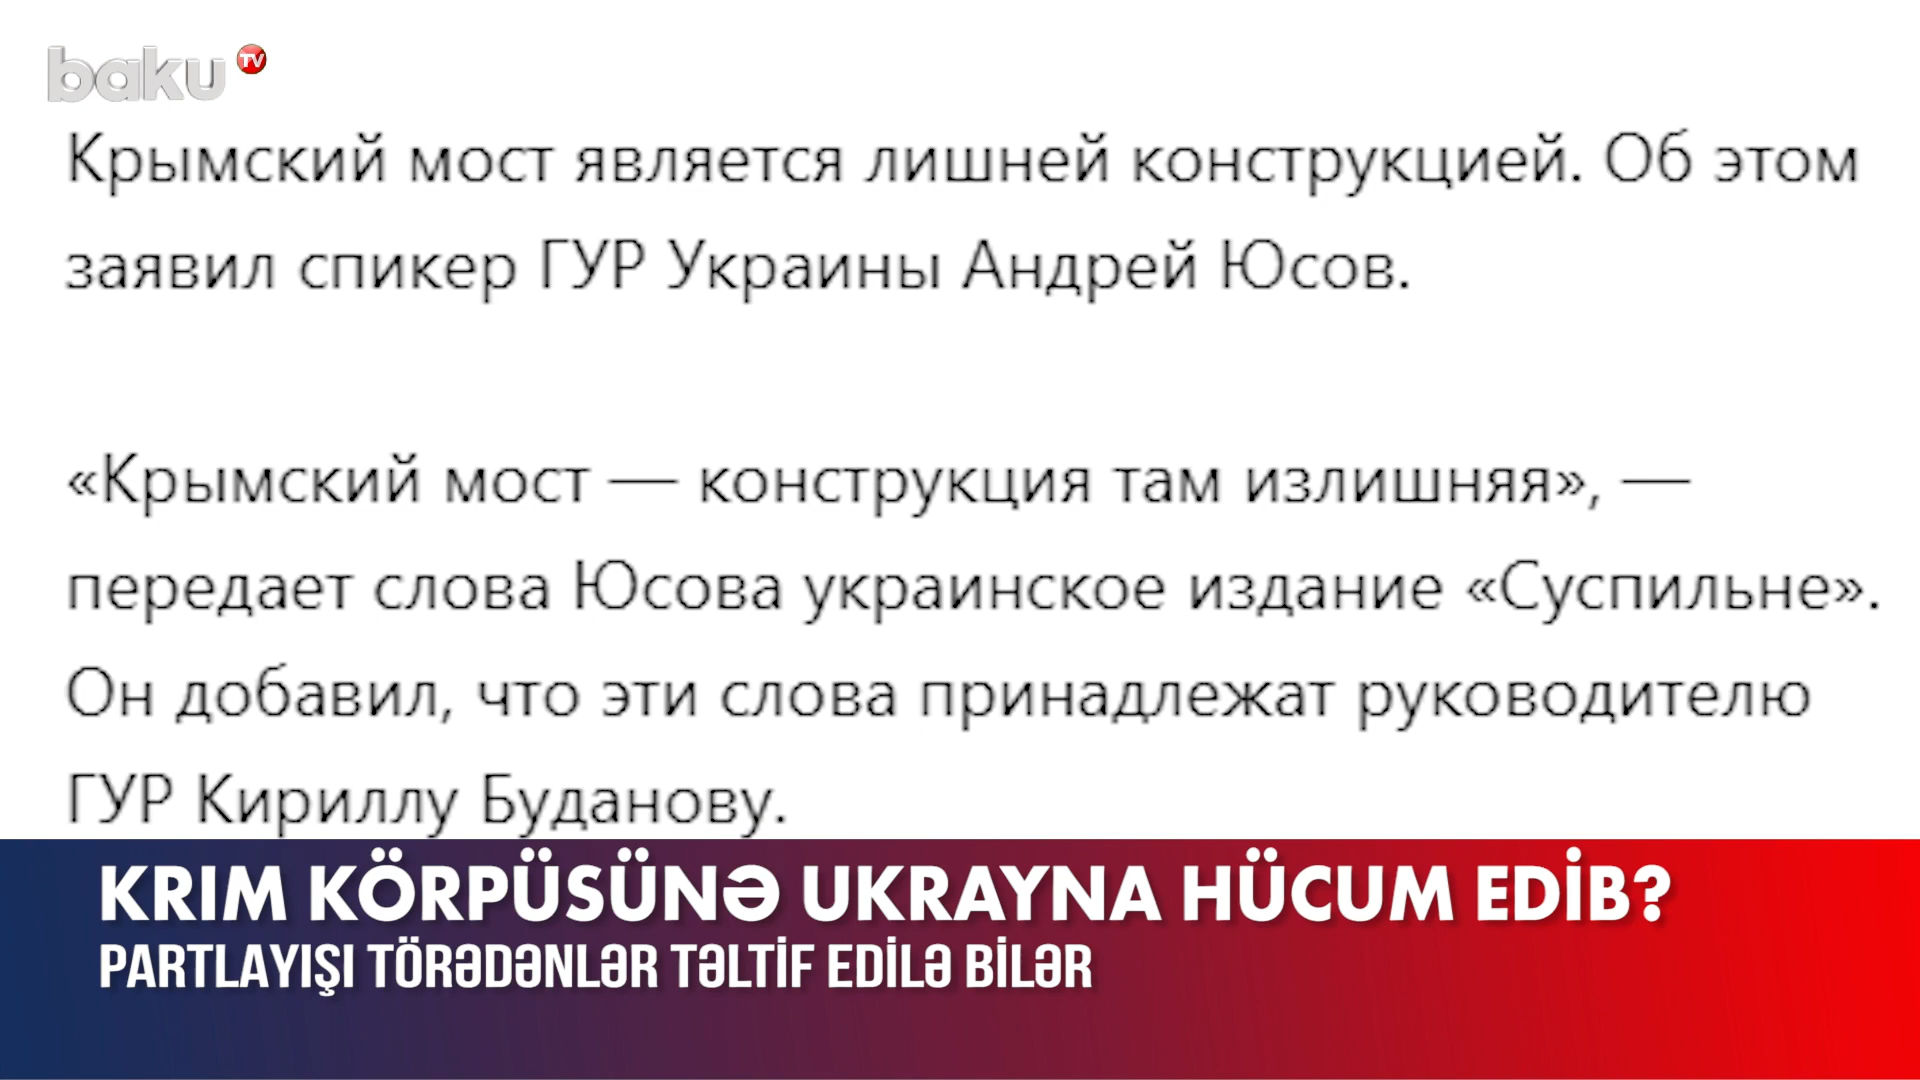 baku TV
Крымский мост является лишней конструкцией. Об этом
заявил спикер ГУР Украины Андрей Юсов.
«Крымский мост — конструкция там излишняя», —
передает слова Юсова украинское издание «Суспильне».
Он добавил, что эти слова принадлежат руководителю
ГУР Кириллу Буданову.
KRIM KÖRPÜSÜNƏ UKRAYNA HÜCUM EDİB?
PARTLAYIŞI TÖRƏDƏNLƏR TƏLTİF EDİLƏ BİLƏR